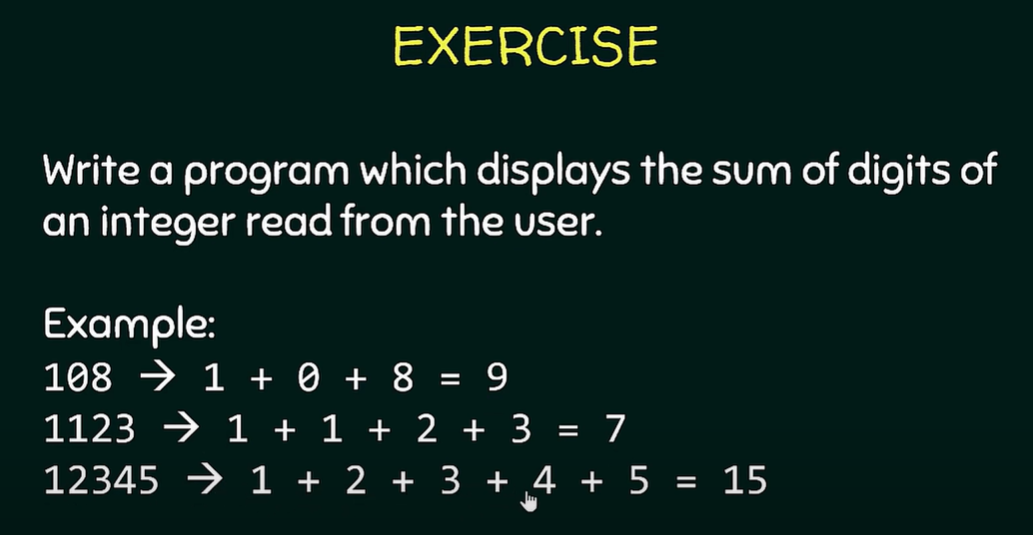 EXERCISE
Write a program which displays the sum of digits of
an integer read from the user.
Example:
108 → 1 + 0 + 8 = 9
1123 → 1 + 1 + 2 + 3 = 7
12345 → 1 + 2 + 3 + 4 + 5 = 15